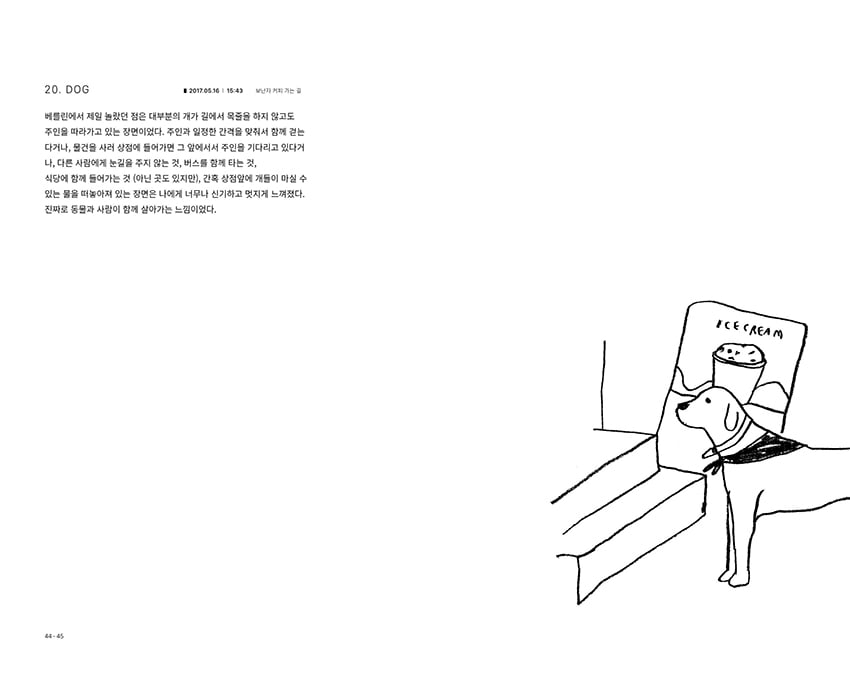 20. DOG
2017.05.16 | 15:43 보난자 커피 가는 길
베를린에서 제일 놀랐던 점은 대부분의 개가 길에서 목줄을 하지 않고도
주인을 따라가고 있는 장면이었다. 주인과 일정한 간격을 맞춰서 함께 걷는
다거나, 물건을 사러 상점에 들어가면 그 앞에서서 주인을 기다리고 있다거
나, 다른 사람에게 눈길을 주지 않는 것, 버스를 함께 타는 것,
식당에 함께 들어가는 것 (아닌 곳도 있지만), 간혹 상점앞에 개들이 마실 수
있는 물을 떠놓아져 있는 장면은 나에게 너무나 신기하고 멋지게 느껴졌다.
진짜로 동물과 사람이 함께 살아가는 느낌이었다.
ICE CREAM
44-45